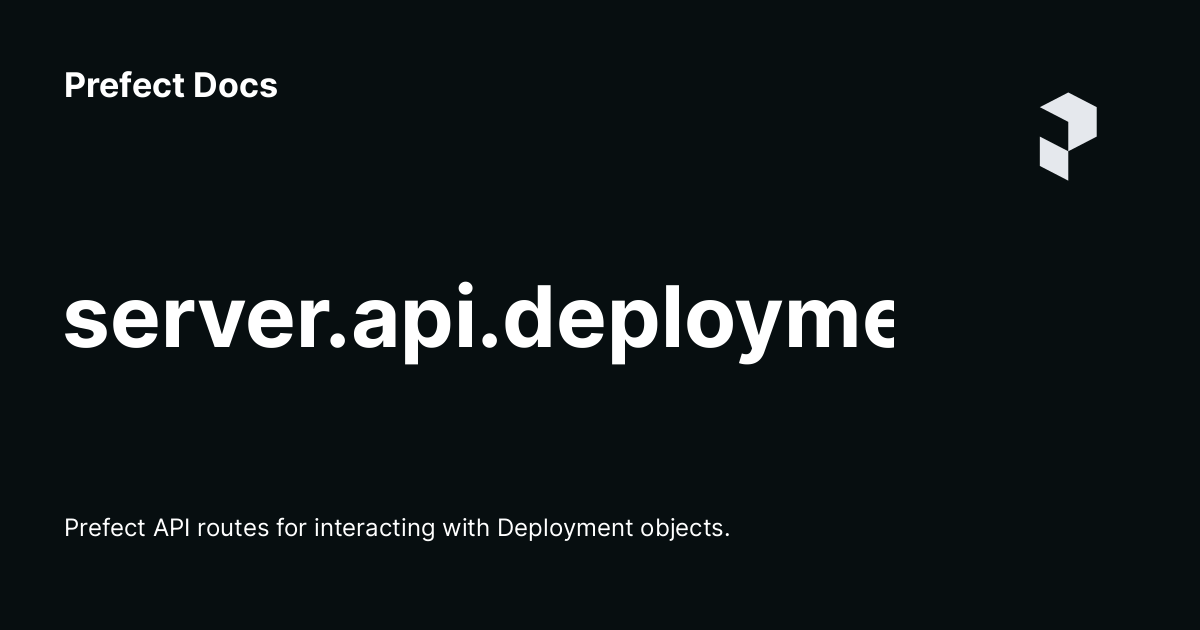 Prefect Docs
server.api.deployme
Prefect API routes for interacting with Deployment objects.